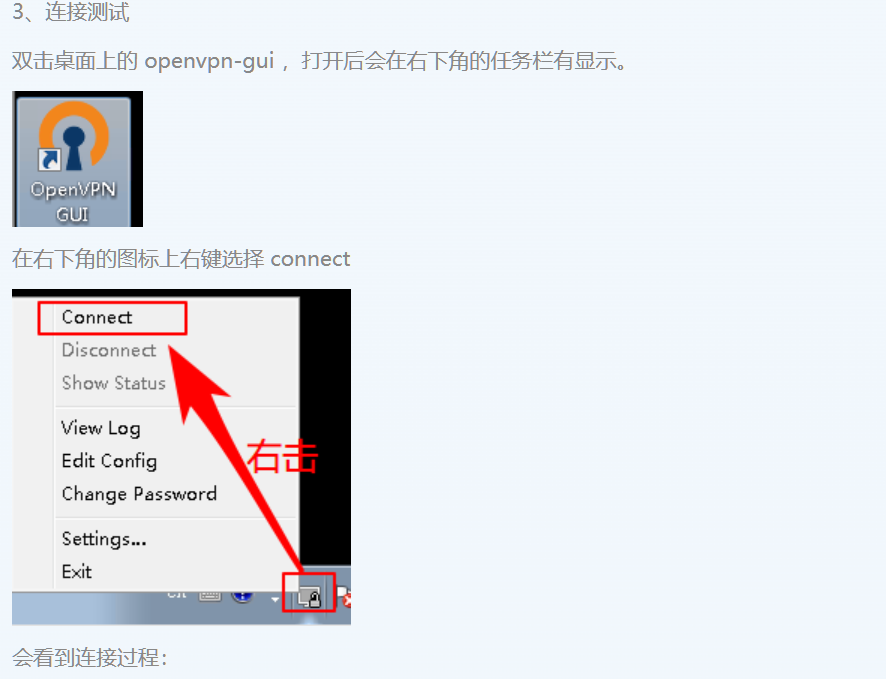 3、连接测试
双击桌面上的 openvpn-gui ，打开后会在右下角的任务栏有显示。
OpenVPN
GUI
在右下角的图标上右键选择 connect
Connect
Disconnect
Show Status
View Log
右击
Edit Config
Change Password
Settings...
Exit
会看到连接过程：